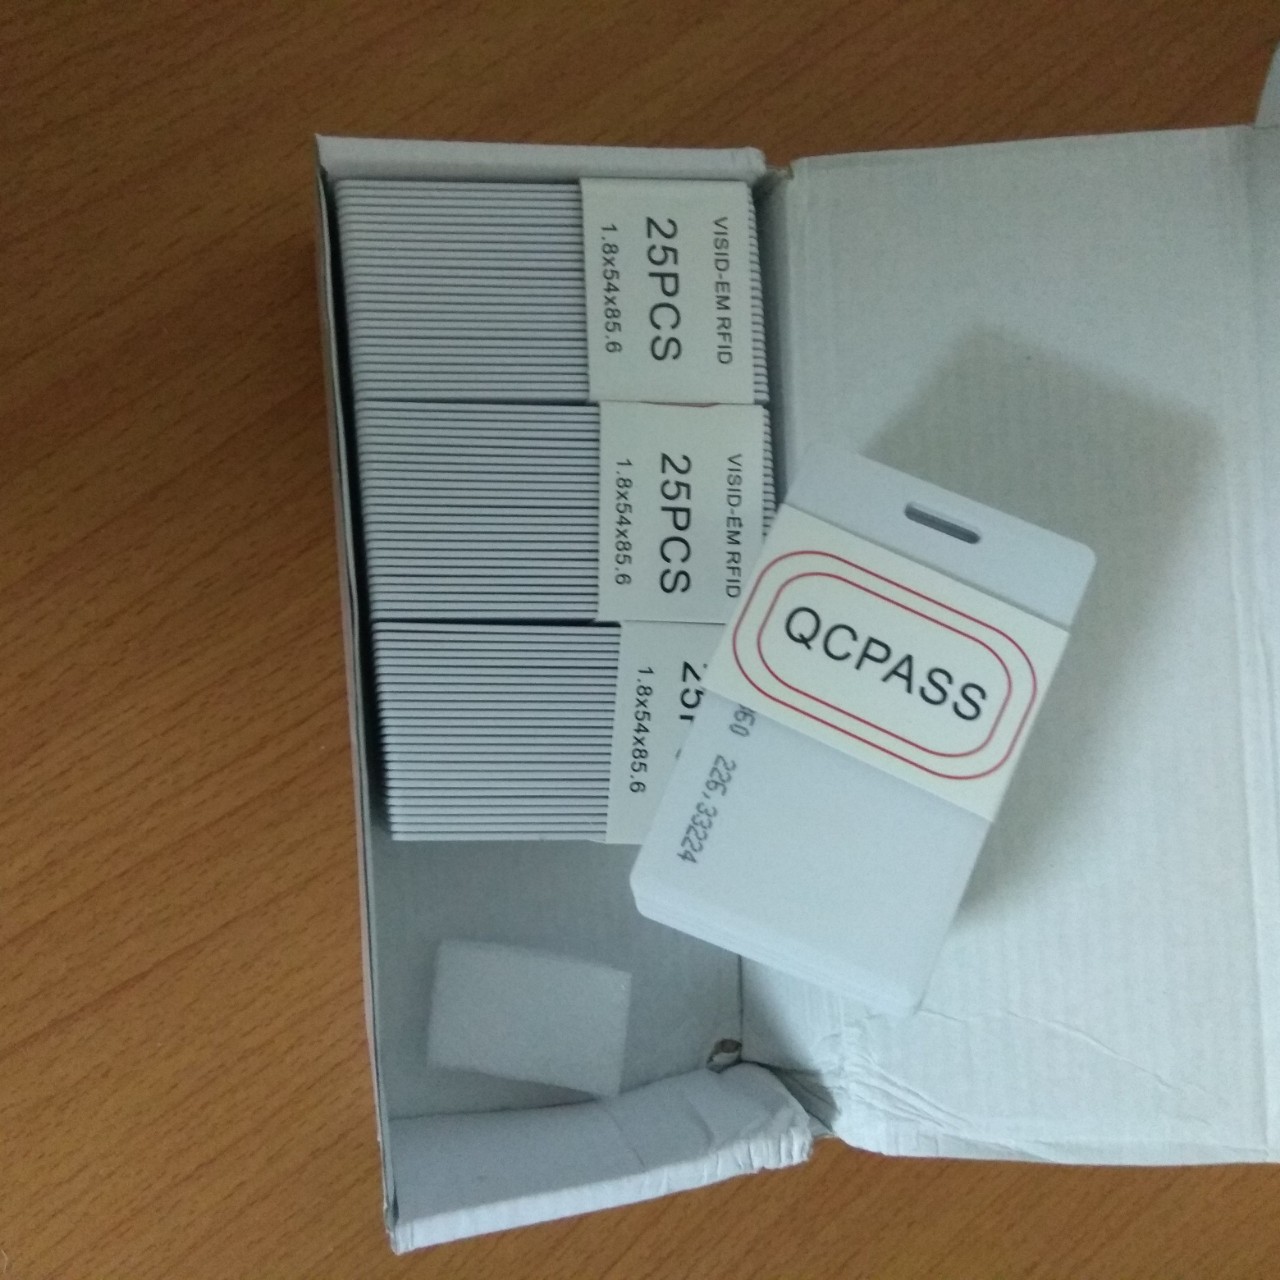 VISID-EM RFID
25PCS
1.8x54x85.6
VISID-EM RFID
25PCS
1.8x54x85.6
1.8x54x85.6
QCPASS
226,33224